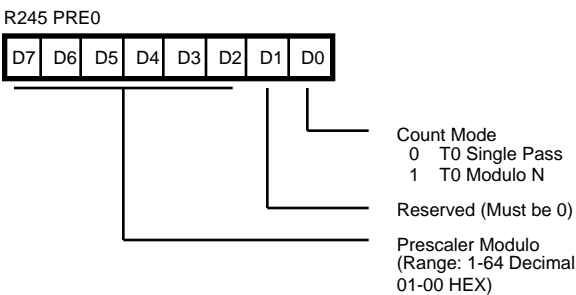 R245 PRE0
D7 D6 D5 D4 D3 D2 D1 D0
Count Mode
0 T0 Single Pass
1 T0 Modulo N
Reserved (Must be 0)
Prescaler Modulo
(Range: 1-64 Decimal
01-00 HEX)